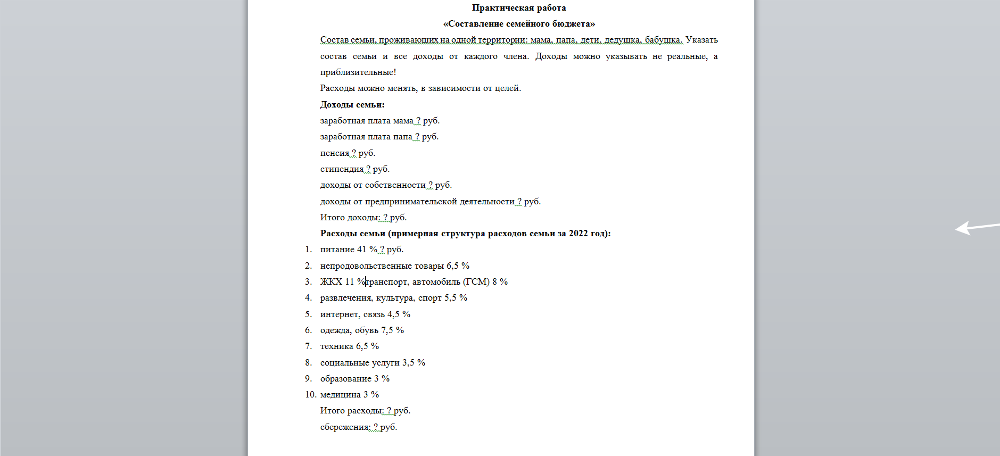 Практическая работа
«Составление семейного бюджета»
Состав семьи, проживающих на одной территории: мама, папа, дети, дедушка, бабушка. Указать
состав семьи и все доходы от каждого члена. Доходы можно указывать не реальные, а
приблизительные!
Расходы можно менять, в зависимости от целей.
Доходы семьи:
заработная плата мама ? руб.
заработная плата папа ? руб.
пенсия ? руб.
стипендия ? руб.
доходы от собственности ? руб.
доходы от предпринимательской деятельности ? руб.
Итого доходы: ? руб.
Расходы семьи (примерная структура расходов семьи за 2022 год):
1. питание 41 % ? руб.
2. непродовольственные товары 6,5 %
3. ЖКХ 11 %транспорт, автомобиль (ГСМ) 8 %
4. развлечения, культура, спорт 5,5 %
5. интернет, связь 4,5 %
6. одежда, обувь 7,5 %
7. техника 6,5 %
8. социальные услуги 3,5 %
9. образование 3 %
10. медицина 3 %
Итого расходы: ? руб.
сбережения: ? руб.